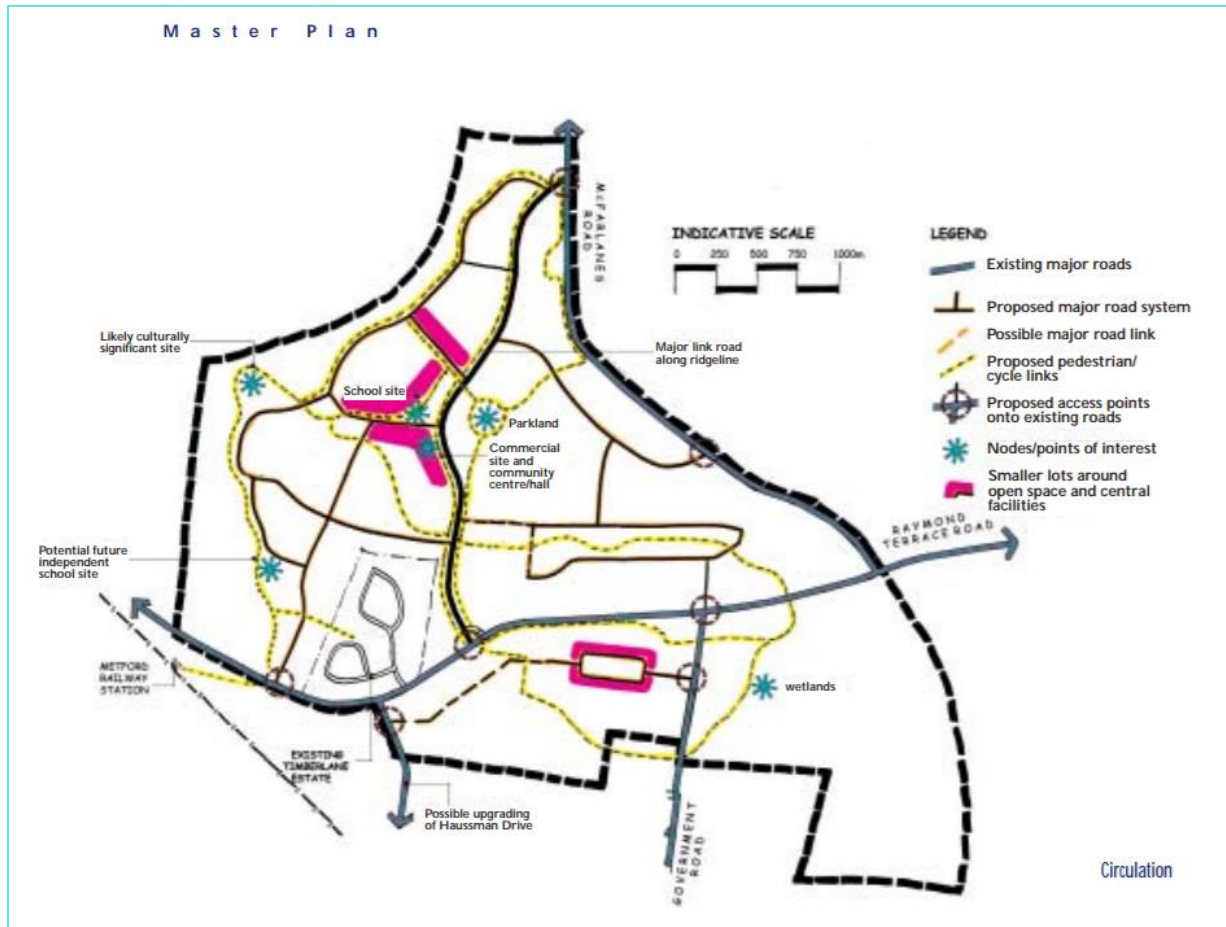 Master Plan
McFARLANES
ROAD
INDICATIVE SCALE
0 250 500 750 1000m
LEGEND
Existing major roads
Proposed major road system
Possible major road link
Proposed pedestrian/
cycle links
Proposed access points
onto existing roads
Nodes/points of interest
Smaller lots around
open space and central
facilities
Likely culturally
significant site
Major link road
along ridgeline
School site
Parkland
Commercial
site and
community
centre/hall
RAYMOND
TERRACE ROAD
Potential future
independent
school site
METFORD
RAILWAY
STATION
wetlands
EXISTING
TIMBERLANE
ESTATE
Possible upgrading
of Haussman Drive
GOVERNMENT
ROAD
Circulation